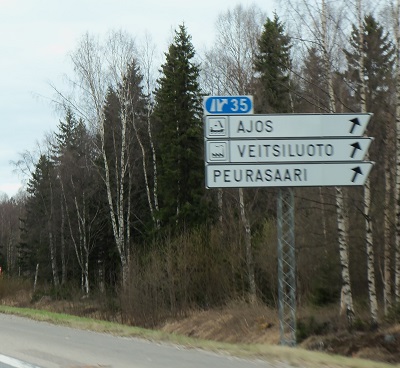 35
AJOS
VEITSILUOTO
PEURASAARI